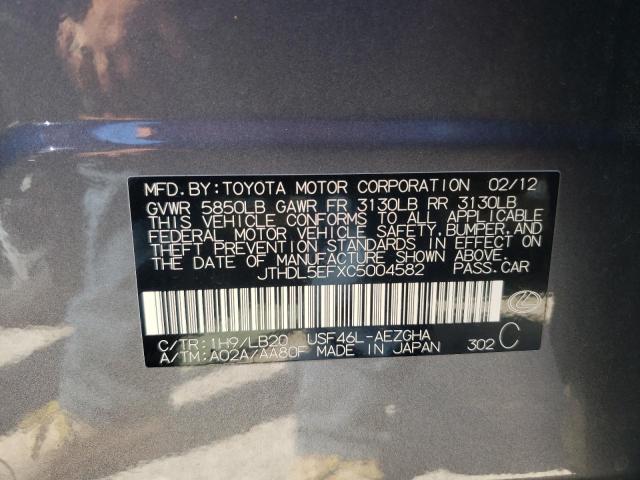 MFD.BY:TOYOTA MOTOR CORPORATION 02/12
GVWR 5850LB GAWR FR 3130LB RR 3130LB
THIS VEHICLE CONFORMS TO ALL APPLICABLE
FEDERAL MOTOR VEHICLE SAFETY,BUMPER,AND
THEFT PREVENTION STANDARDS IN EFFECT ON
THE DATE OF MANUFACTURE SHOWN ABOVE.
JTHDL5EFXC5004582 PASS.CAR
C/TR:1H9/LB20 USF46L-AEZGHA
A/TM:A02A/AA80F MADE IN JAPAN 302 C